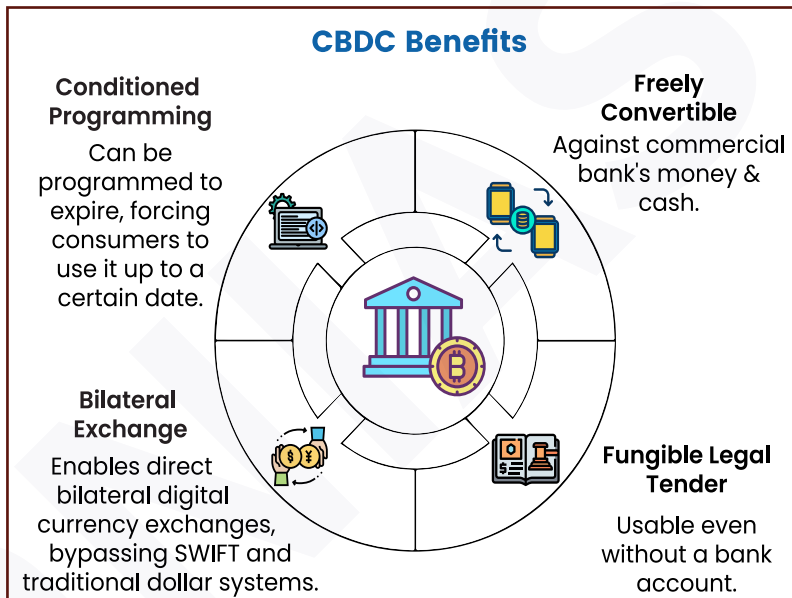 CBDC Benefits
Conditioned
Programming
Can be
programmed to
expire, forcing
consumers to
use it up to a
certain date.
Freely
Convertible
Against commercial
bank's money &
cash.
Bilateral
Exchange
Enables direct
bilateral digital
currency exchanges,
bypassing SWIFT and
traditional dollar systems.
Fungible Legal
Tender
Usable even
without a bank
account.